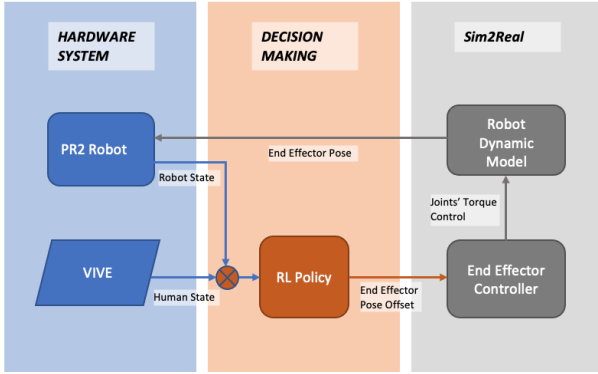 HARDWARE
SYSTEM
DECISION
MAKING
Sim2Real
PR2 Robot
End Effector Pose
Robot
Dynamic
Model
Robot State
Joints' Torque
Control
VIVE
Human State
RL Policy
End Effector
Pose Offset
End Effector
Controller